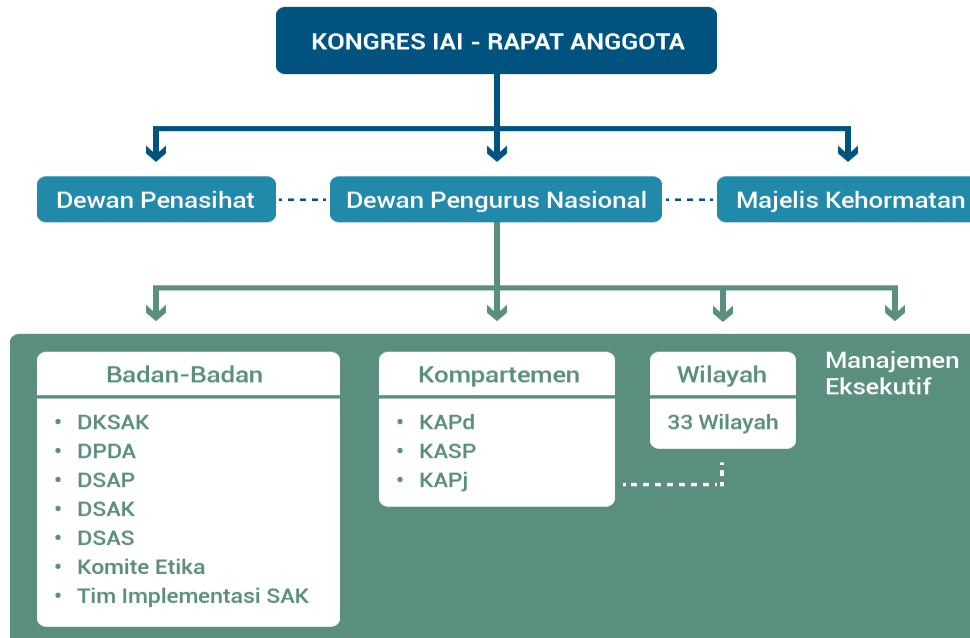 KONGRES IAI - RAPAT ANGGOTA
Dewan Penasihat
Dewan Pengurus Nasional
Majelis Kehormatan
Badan-Badan
• DKSAK
• DPDA
• DSAP
• DSAK
• DSAS
• Komite Etika
• Tim Implementasi SAK
Kompartemen
• KAPd
• KASP
• KAPj
Wilayah
33 Wilayah
Manajemen
Eksekutif